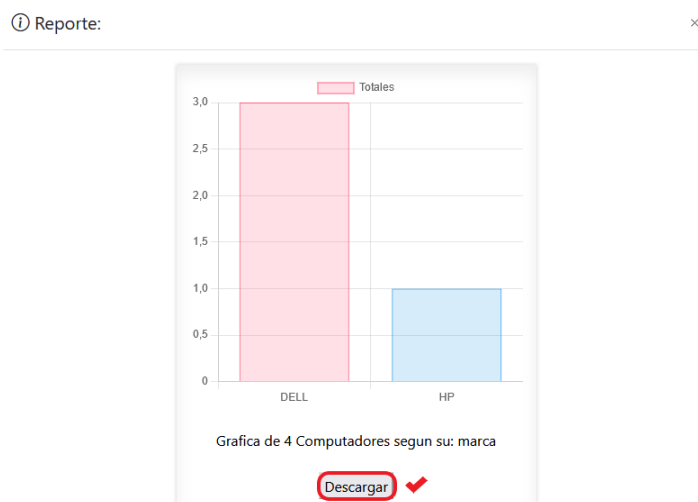 Reporte:
×
Totales
3,0
2,5
2,0
1,5
1,0
0,5
0
DELL
HP
Grafica de 4 Computadores segun su: marca
Descargar